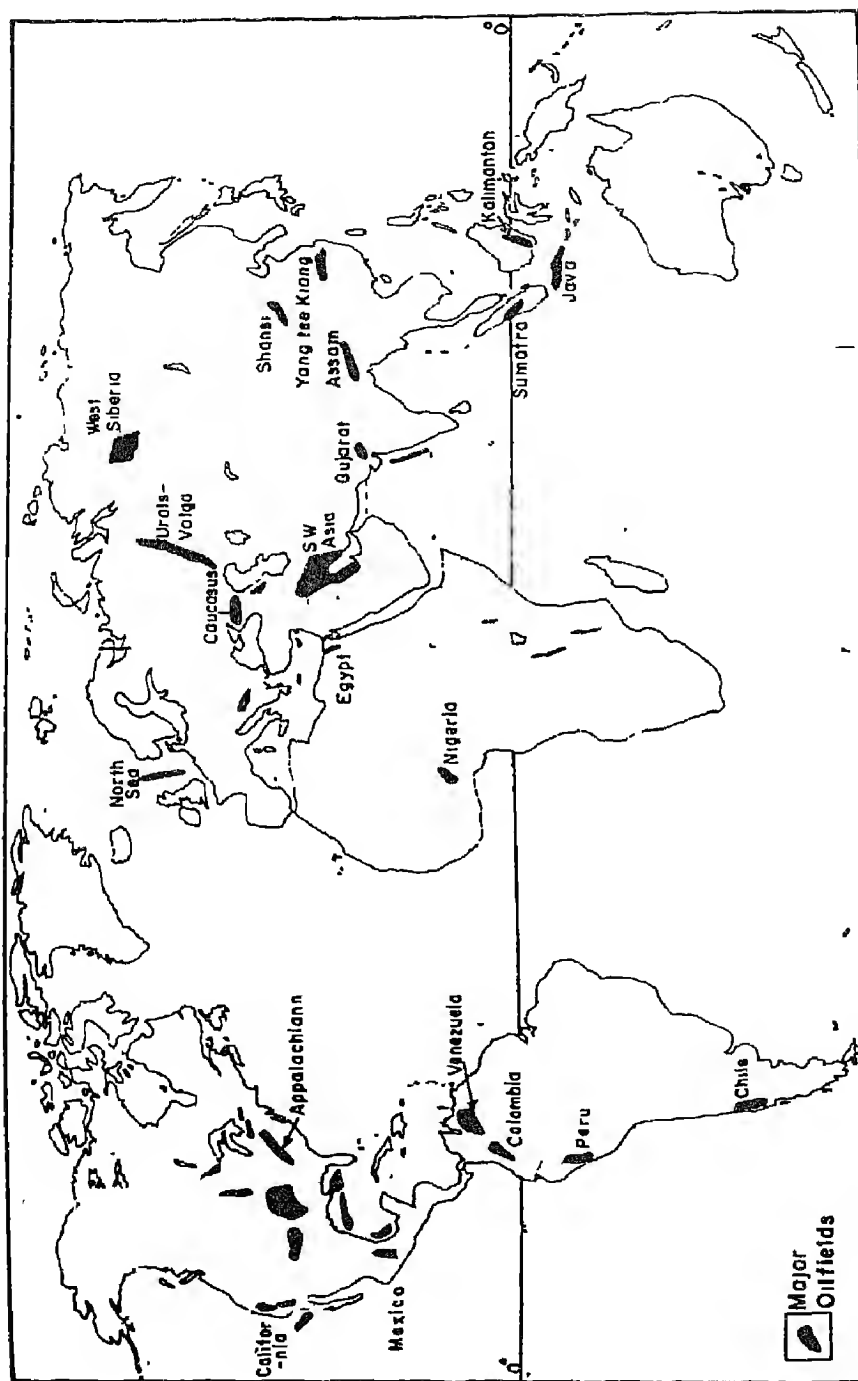 0°
West
Siberia
Urals-
Volga
North
Sea
Caucasus
SW
Asia
Egypt
Nigeria
Gujarat
Shansi
Yang tee Kiang
Assam
Sumatra
Kalimantan
Java
Appalachiann
Califor
-nia
Mexico
Venezuela
Colombia
Peru
Chile
0°
Major
Oilfields